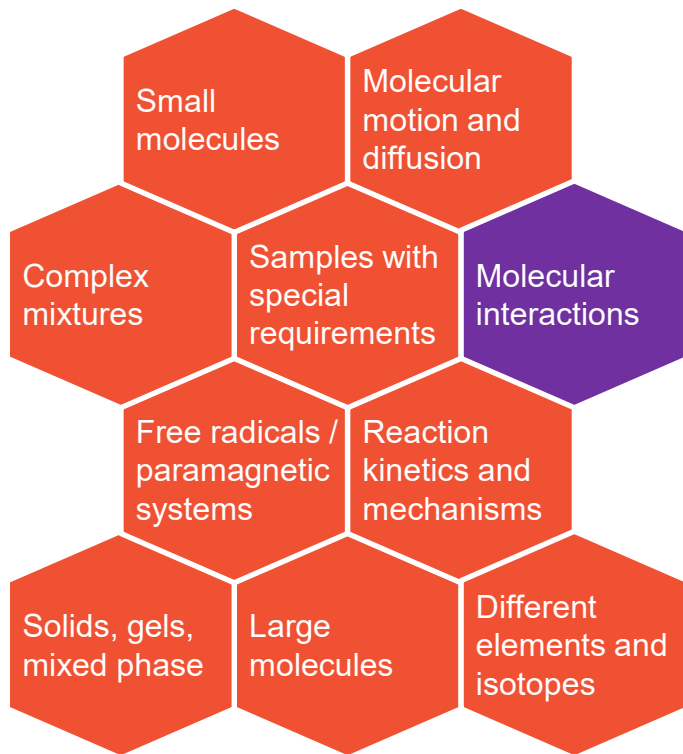 Small
molecules
Molecular
motion and
diffusion
Complex
mixtures
Samples with
special
requirements
Molecular
interactions
Free radicals /
paramagnetic
systems
Reaction
kinetics and
mechanisms
Solids, gels,
mixed phase
Large
molecules
Different
elements and
isotopes